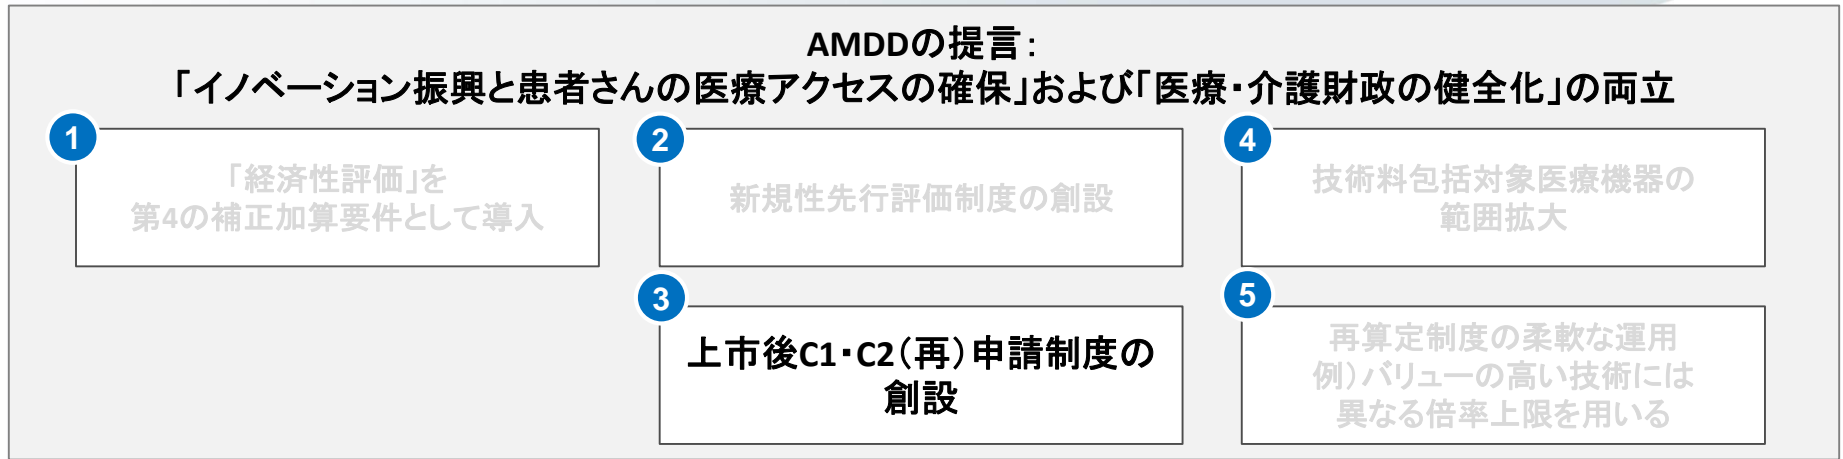 AMDDの提言：
「イノベーション振興と患者さんの医療アクセスの確保」および「医療・介護財政の健全化」の両立
1
「経済性評価」を
第4の補正加算要件として導入
2
新規性先行評価制度の創設
4
技術料包括対象医療機器の
範囲拡大
3
上市後C1・C2（再）申請制度の
創設
5
再算定制度の柔軟な運用
例）バリューの高い技術には
異なる倍率上限を用いる